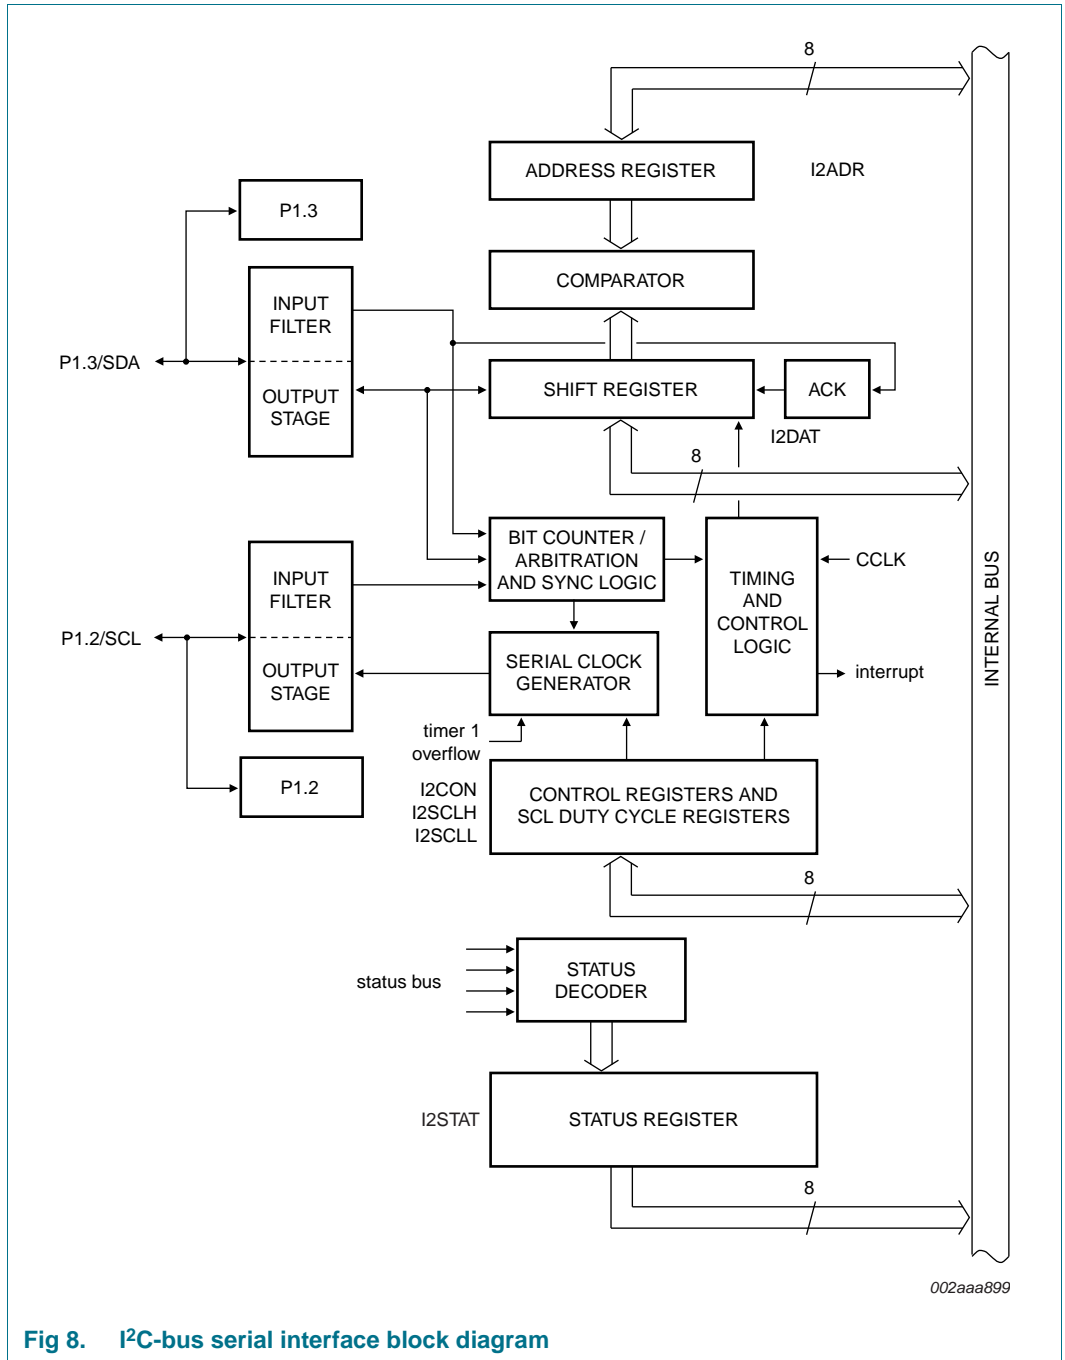 8
ADDRESS REGISTER
I2ADR
P1.3
COMPARATOR
INPUT
FILTER
P1.3/SDA
OUTPUT
STAGE
SHIFT REGISTER
ACK
I2DAT
8
BIT COUNTER /
ARBITRATION
AND SYNC LOGIC
INPUT
FILTER
TIMING
AND
CONTROL
LOGIC
CCLK
INTERNAL BUS
P1.2/SCL
OUTPUT
STAGE
SERIAL CLOCK
GENERATOR
interrupt
timer 1
overflow
P1.2
I2CON
I2SCLH
I2SCLL
CONTROL REGISTERS AND
SCL DUTY CYCLE REGISTERS
8
status bus
STATUS
DECODER
I2STAT
STATUS REGISTER
8
002aaa899
Fig 8. I2C-bus serial interface block diagram